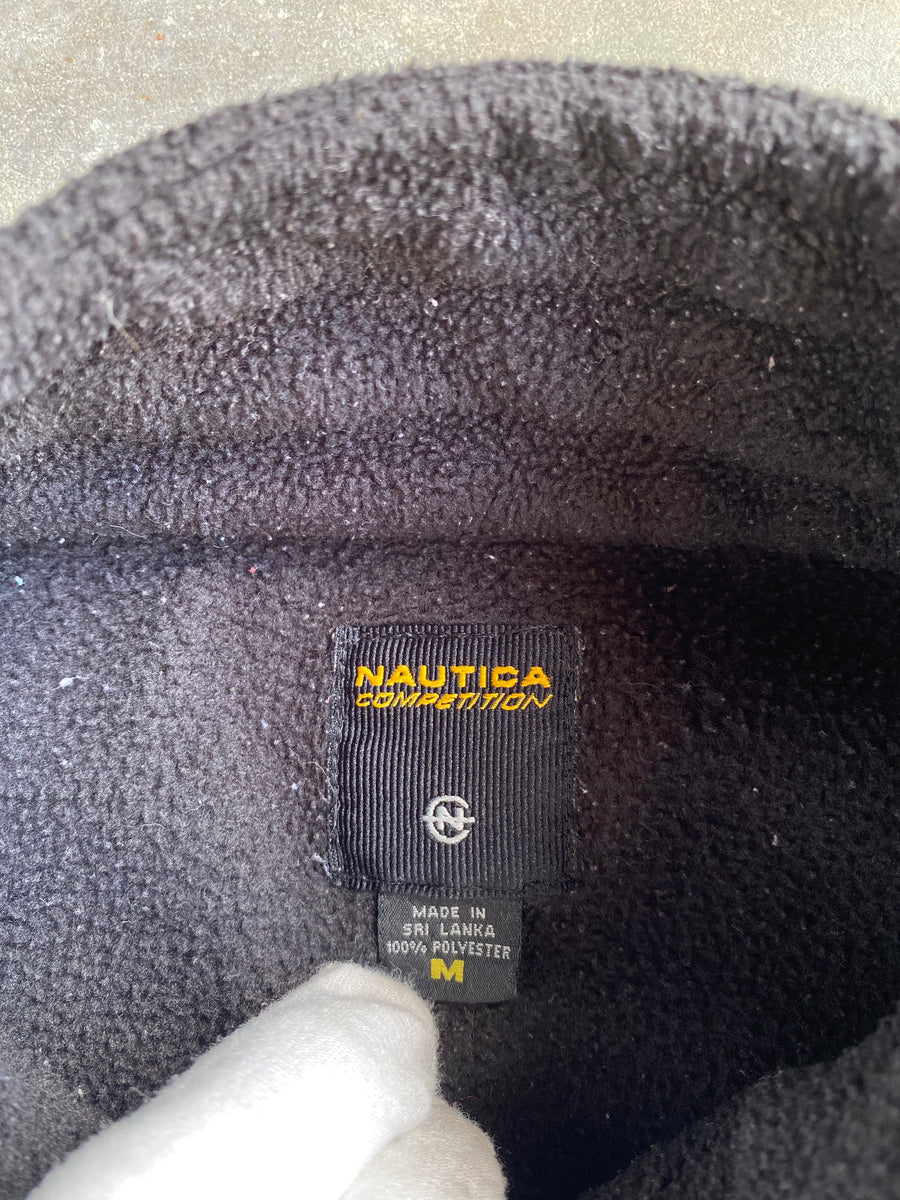 NAUTICA
COMPETITION
N
MADE IN
SRI LANKA
100% POLYESTER
M